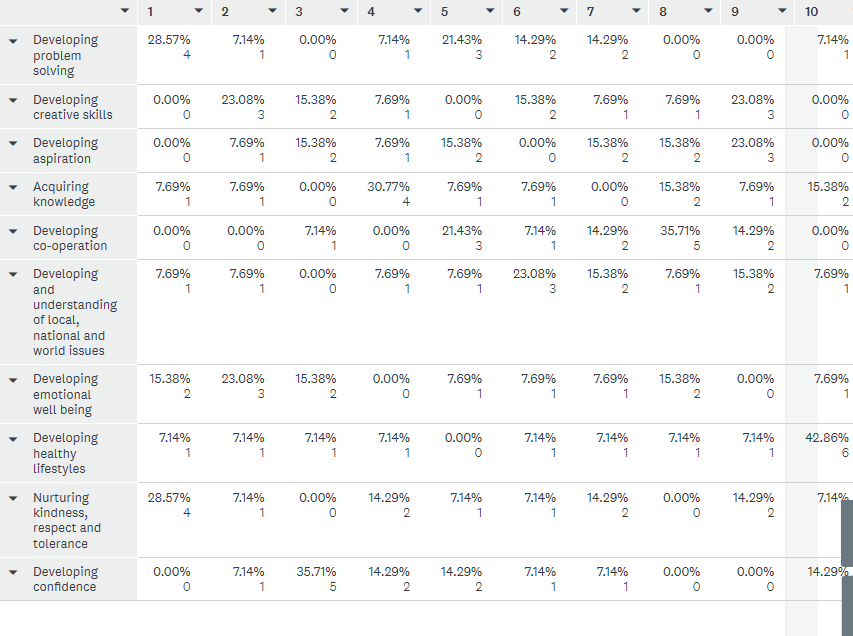 1 2 3 4 5 6 7 8 9 10
Developing 28.57% 7.14% 0.00% 7.14% 21.43% 14.29% 14.29% 0.00% 0.00% 7.14%
problem 4 1 0 1 3 2 2 0 0 1
solving
Developing 0.00% 23.08% 15.38% 7.69% 0.00% 15.38% 7.69% 7.69% 23.08% 0.00%
creative skills 0 3 2 1 0 2 1 1 3 0
Developing 0.00% 7.69% 15.38% 7.69% 15.38% 0.00% 15.38% 15.38% 23.08% 0.00%
aspiration 0 1 2 1 2 0 2 2 3 0
Acquiring 7.69% 7.69% 0.00% 30.77% 7.69% 7.69% 0.00% 15.38% 7.69% 15.38%
knowledge 1 1 0 4 1 1 0 2 1 2
Developing 0.00% 0.00% 7.14% 0.00% 21.43% 7.14% 14.29% 35.71% 14.29% 0.00%
co-operation 0 0 1 0 3 1 2 5 2 0
Developing 7.69% 7.69% 0.00% 7.69% 7.69% 23.08% 15.38% 7.69% 15.38% 7.69%
and 1 1 0 1 1 3 2 1 2 1
understanding
of local,
national and
world issues
Developing 15.38% 23.08% 15.38% 0.00% 7.69% 7.69% 7.69% 15.38% 0.00% 7.69%
emotional 2 3 2 0 1 1 1 2 0 1
well being
Developing 7.14% 7.14% 7.14% 7.14% 0.00% 7.14% 7.14% 7.14% 7.14% 42.86%
healthy 1 1 1 1 0 1 1 1 1 6
lifestyles
Nurturing 28.57% 7.14% 0.00% 14.29% 7.14% 7.14% 14.29% 0.00% 14.29% 7.14%
kindness, 4 1 0 2 1 1 2 0 2
respect and
tolerance
Developing 0.00% 7.14% 35.71% 14.29% 14.29% 7.14% 7.14% 0.00% 0.00% 14.29%
confidence 0 1 5 2 2 1 1 0 0